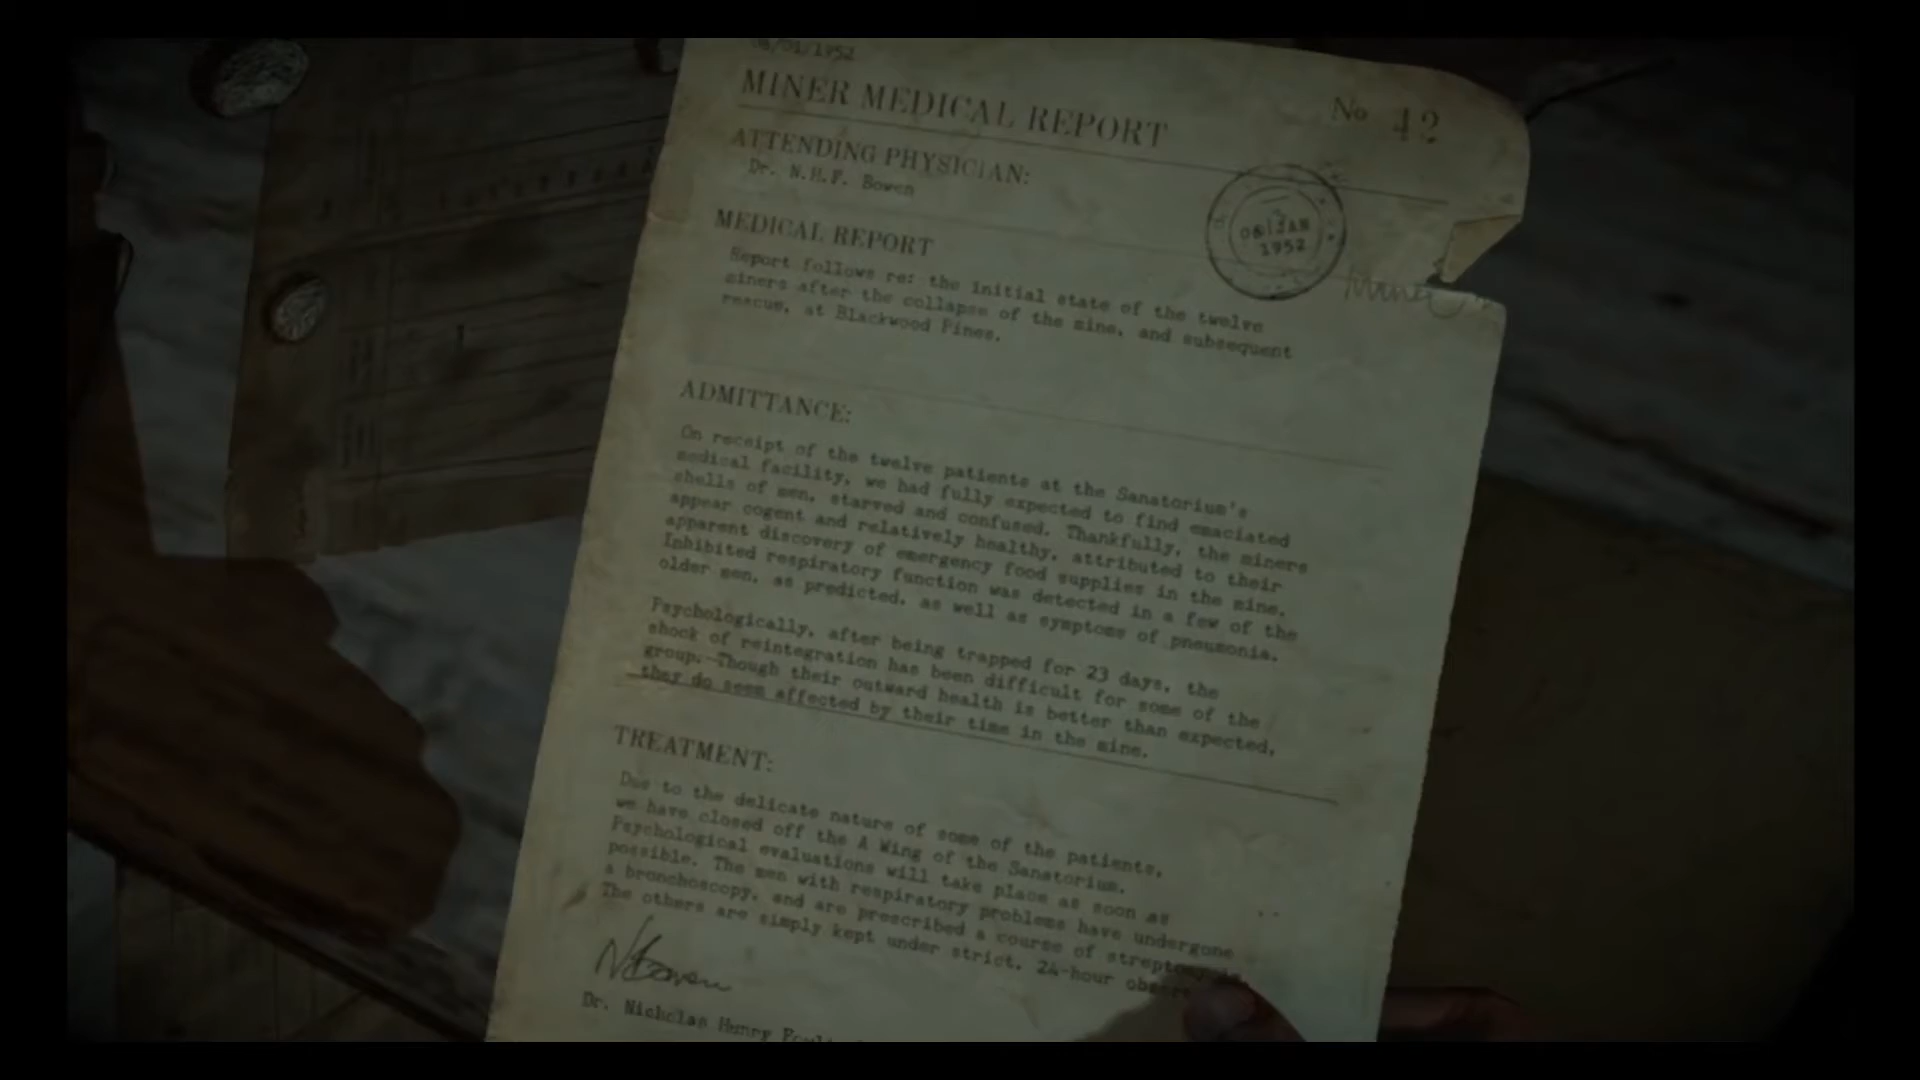 /01/1952
MINER MEDICAL REPORT
No 42
ATTENDING PHYSICIAN:
Dr. N.H.F. Bowen
08 JAN
1952
MEDICAL REPORT
Report follows re: the initial state of the twelve
miners after the collapse of the mine, and subsequent
rescue, at Blackwood Pines.
ADMITTANCE:
On receipt of the twelve patients at the Sanatorium's
medical facility, we had fully expected to find emaciated
shells of men, starved and confused. Thankfully, the miners
appear cogent and relatively healthy, attributed to their
apparent discovery of emergency food supplies in the mine.
Inhibited respiratory function was detected in a few of the
older men, as predicted, as well as symptoms of pneumonia.
Psychologically, after being trapped for 23 days, the
shock of reintegration has been difficult for some of the
group. Though their outward health is better than expected,
they do seem affected by their time in the mine.
TREATMENT:
Due to the delicate nature of some of the patients,
we have closed off the A Wing of the Sanatorium.
Psychological evaluations will take place as soon as
possible. The men with respiratory problems have undergone
a bronchoscopy, and are prescribed a course of
The others are simply kept under strict, 24-hour
NBowen
Dr. Nicholas Henry